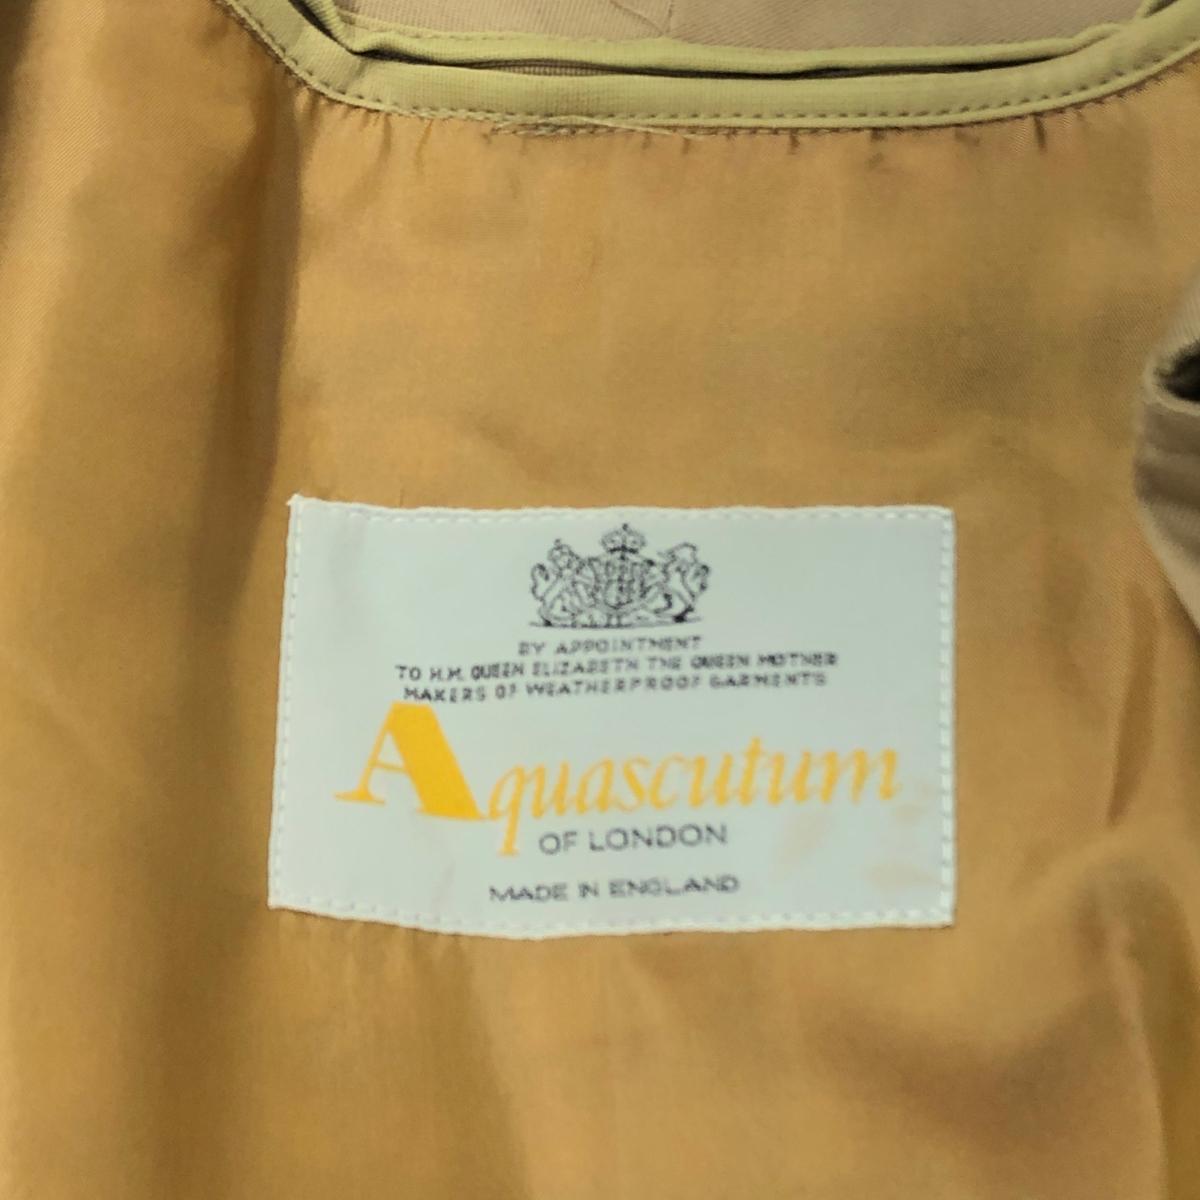 BY APPOINTMENT
TO H.M. QUEEN ELIZABETH THE QUEEN MOTHER
MAKERS OF WEATHERPROOF GARMENTS
Aquascutum
OF LONDON
MADE IN ENGLAND